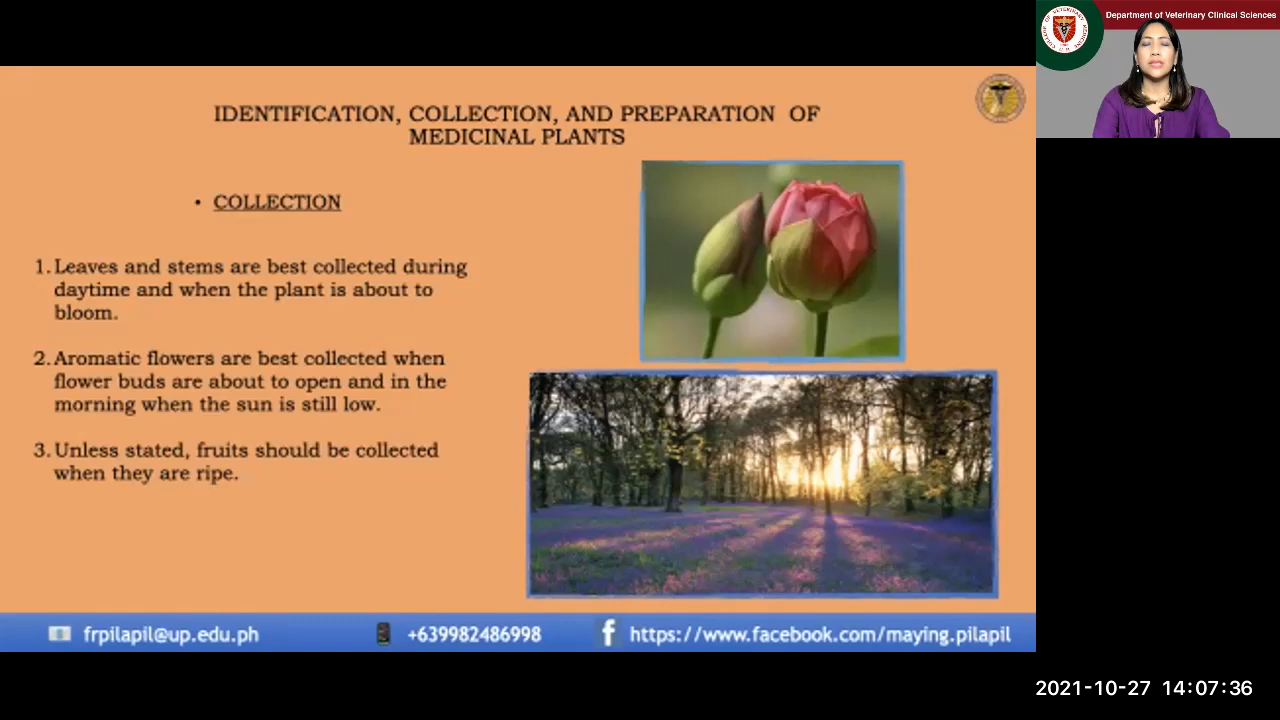 Department of Veterinary Clinical Sciences
IDENTIFICATION, COLLECTION, AND PREPARATION OF
MEDICINAL PLANTS
• COLLECTION
1. Leaves and stems are best collected during
daytime and when the plant is about to
bloom.
2. Aromatic flowers are best collected when
flower buds are about to open and in the
morning when the sun is still low.
3. Unless stated, fruits should be collected
when they are ripe.
frpilapil@up.edu.ph
+639982486998
https://www.facebook.com/maying.pilapil
2021-10-27 14:07:36